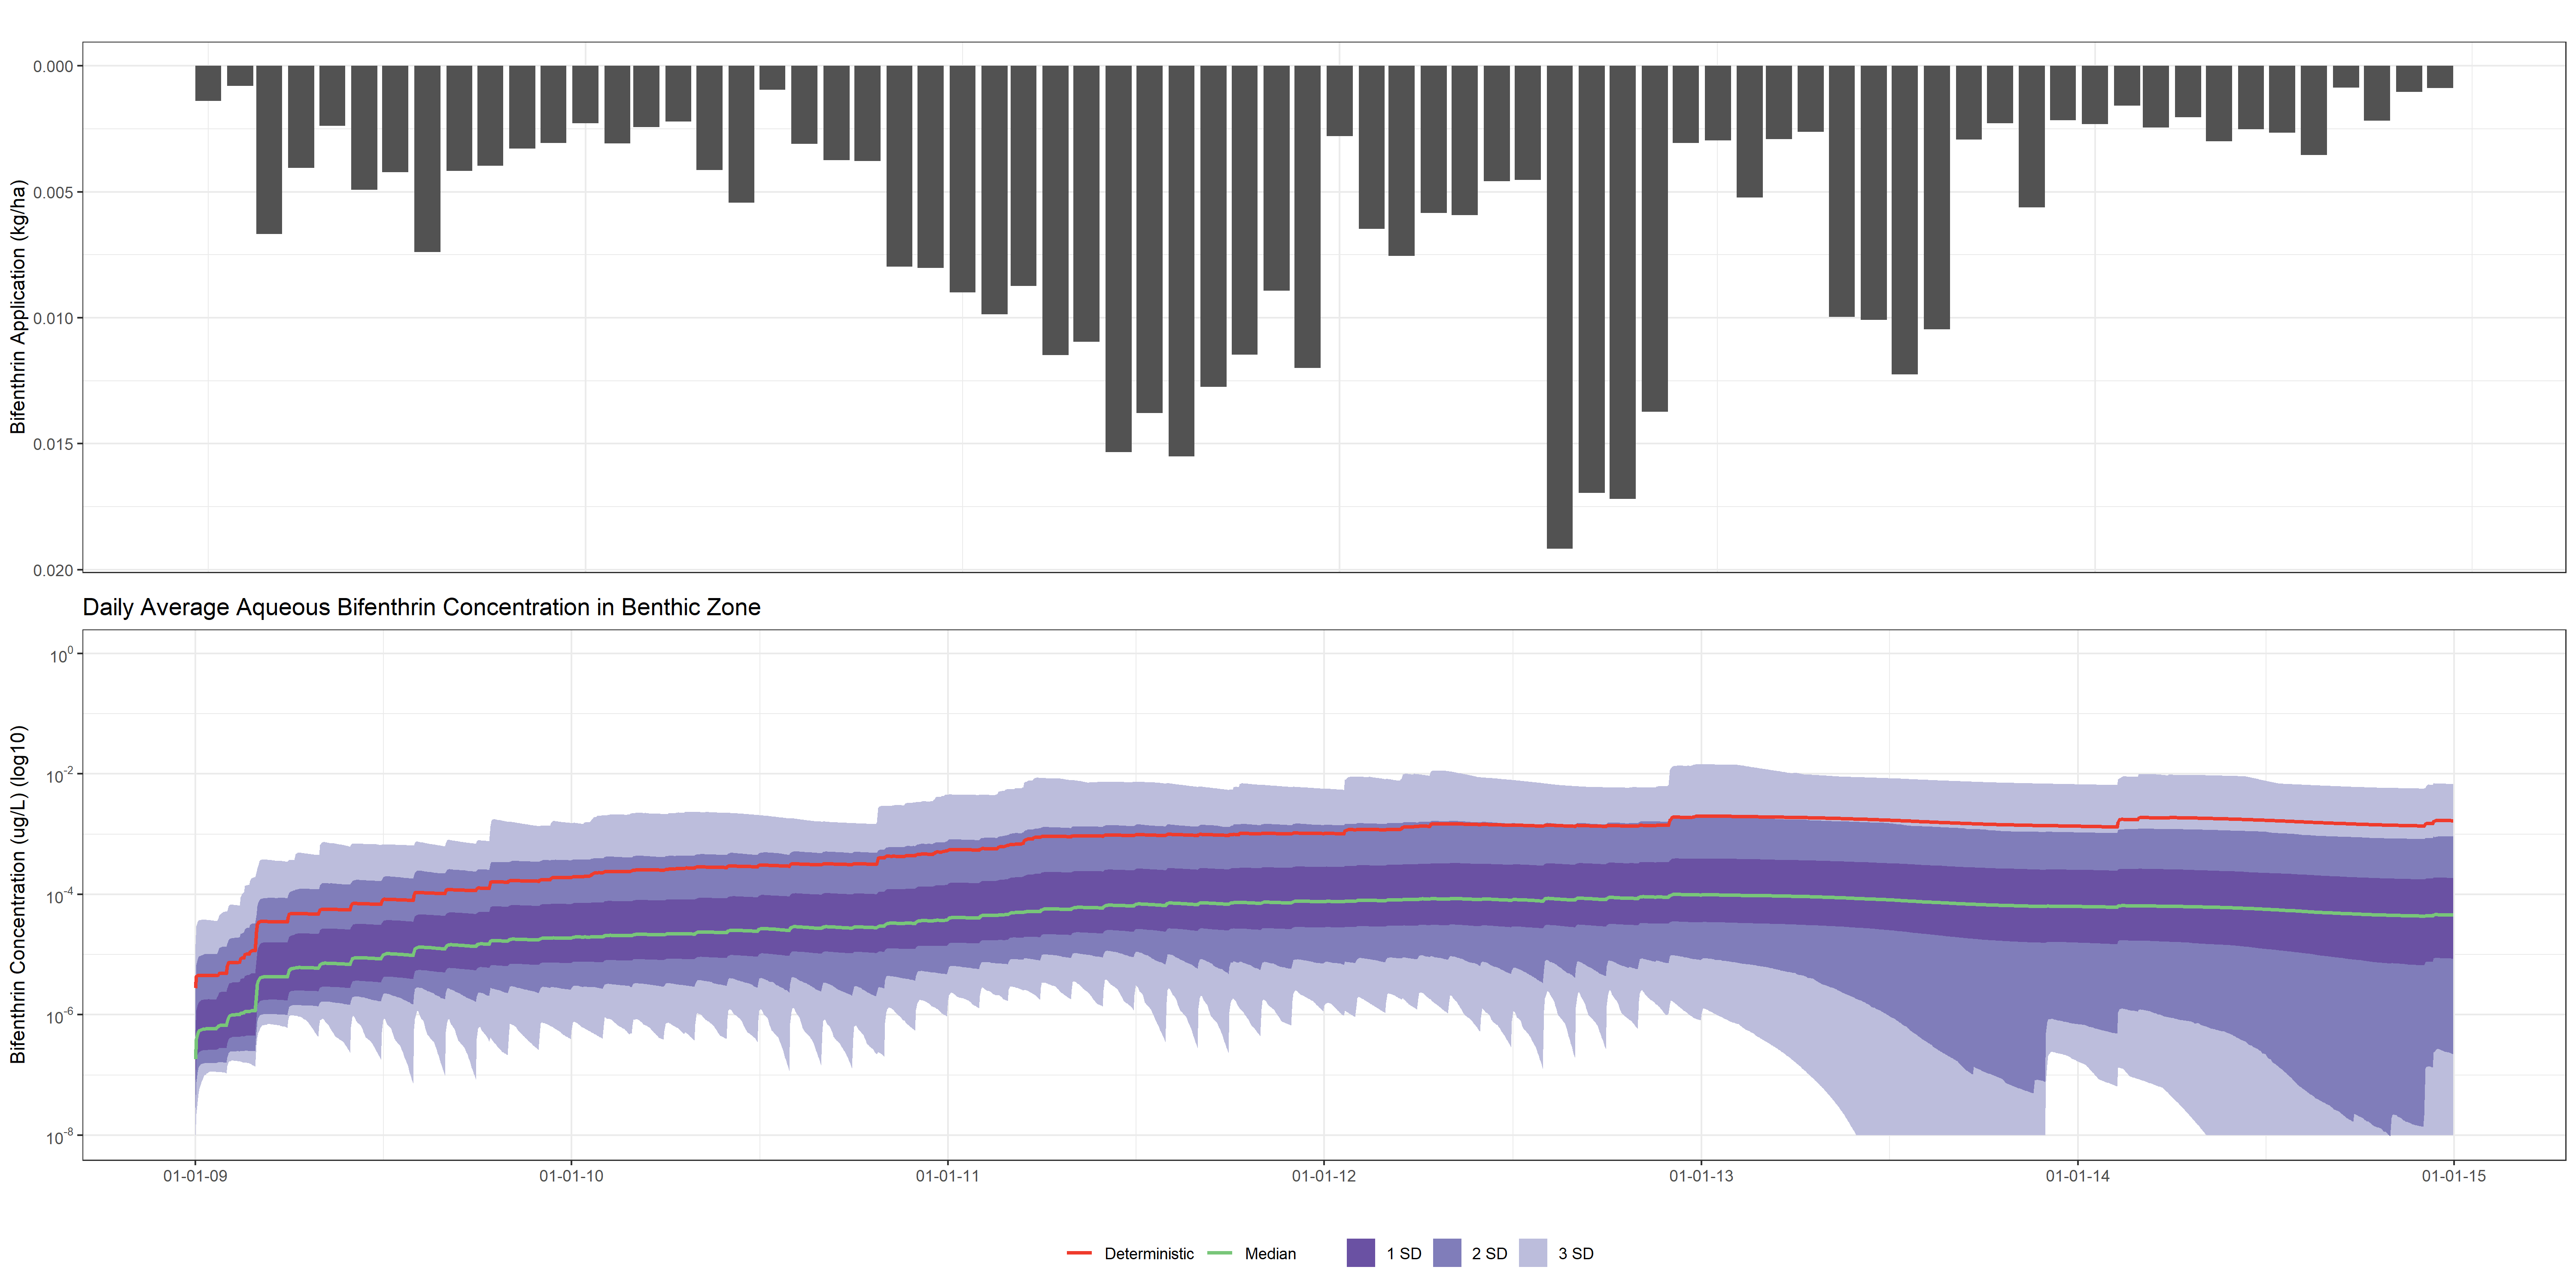 0.000
0.005
0.010
0.015
0.020
Bifenthrin Application (kg/ha)
Daily Average Aqueous Bifenthrin Concentration in Benthic Zone
10^0
10^-2
10^-4
10^-6
10^-8
Bifenthrin Concentration (ug/L) (log10)
01-01-09 01-01-10 01-01-11 01-01-12 01-01-13 01-01-14 01-01-15
Deterministic Median 1 SD 2 SD 3 SD